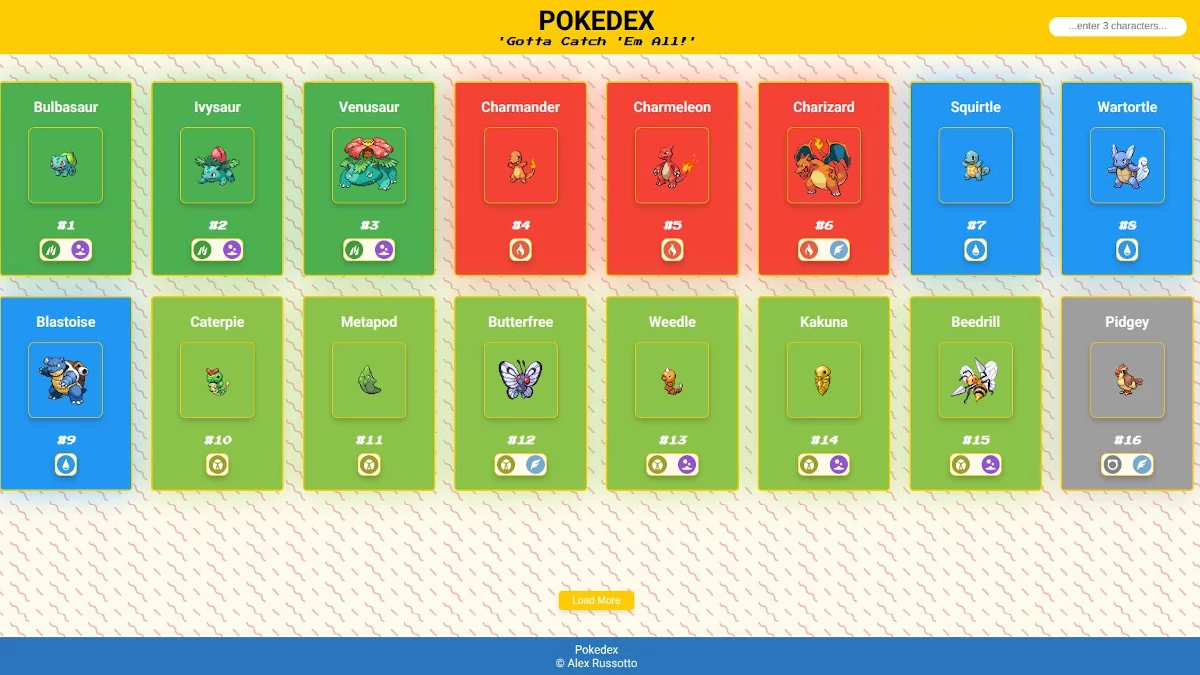 POKEDEX
'Gotta Catch 'Em All!'
...enter 3 characters...
Bulbasaur
Ivysaur
Venusaur
Charmander
Charmeleon
Charizard
Squirtle
Wartortle
#1
#2
#3
#4
#5
#6
#7
#8
Blastoise
Caterpie
Metapod
Butterfree
Weedle
Kakuna
Beedrill
Pidgey
#9
#10
#11
#12
#13
#14
#15
#16
Load More
Pokedex
© Alex Russotto